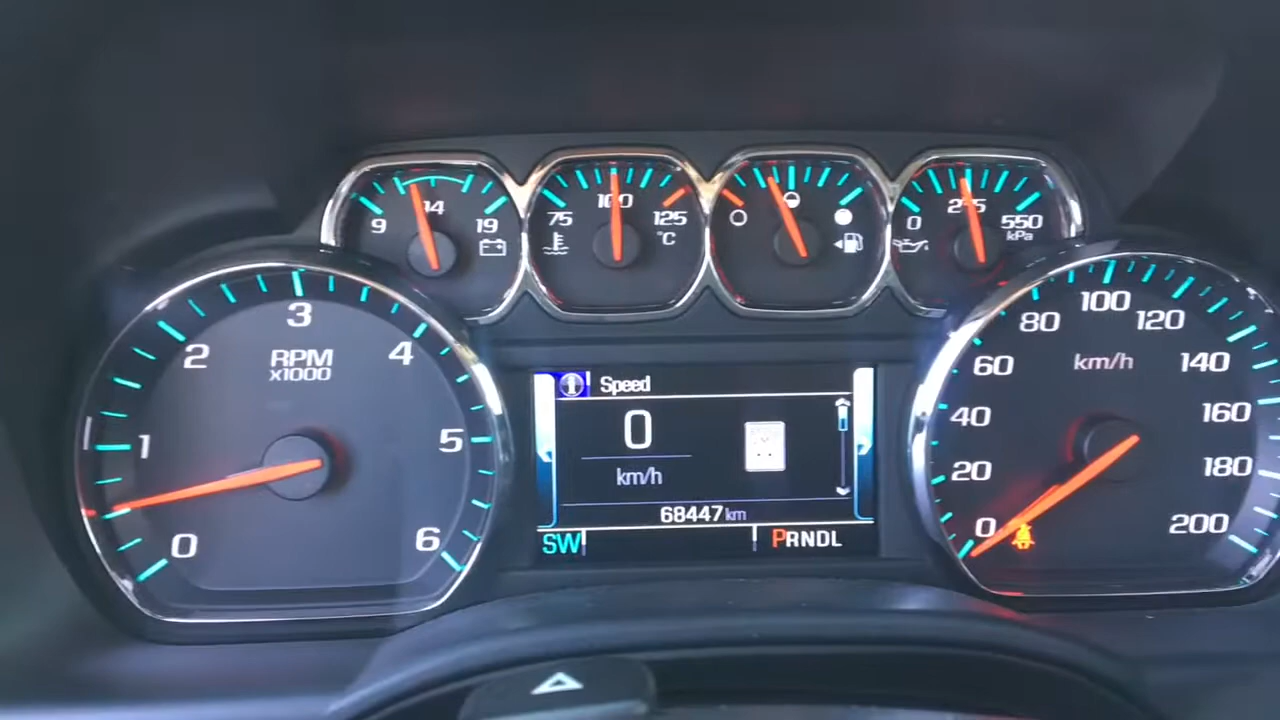 9 14 19
75 100 125
°C
0 275 550
kPa
0 1 2 3 4 5 6
RPM
x1000
Speed
0
km/h
68447 km
SW
PRNDL
0 20 40 60 80 100 120 140 160 180 200
km/h